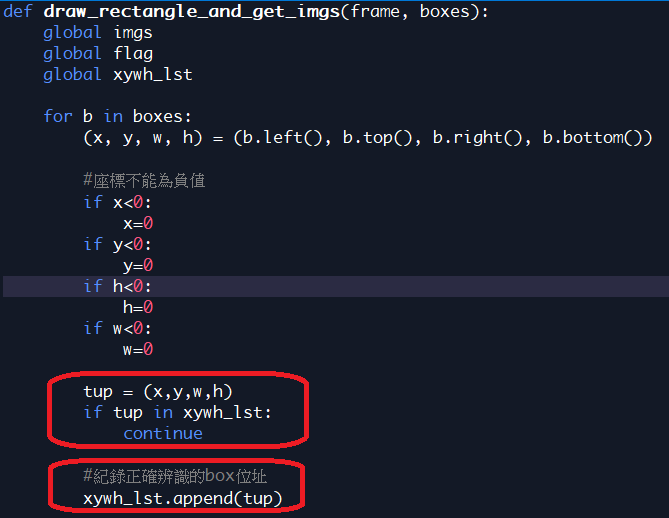 def draw_rectangle_and_get_imgs(frame, boxes):
    global imgs
    global flag
    global xywh_lst

    for b in boxes:
        (x, y, w, h) = (b.left(), b.top(), b.right(), b.bottom())

        #座標不能為負值
        if x<0:
            x=0
        if y<0:
            y=0
        if h<0:
            h=0
        if w<0:
            w=0

        tup = (x,y,w,h)
        if tup in xywh_lst:
            continue

        #紀錄正確辨識的box位址
        xywh_lst.append(tup)